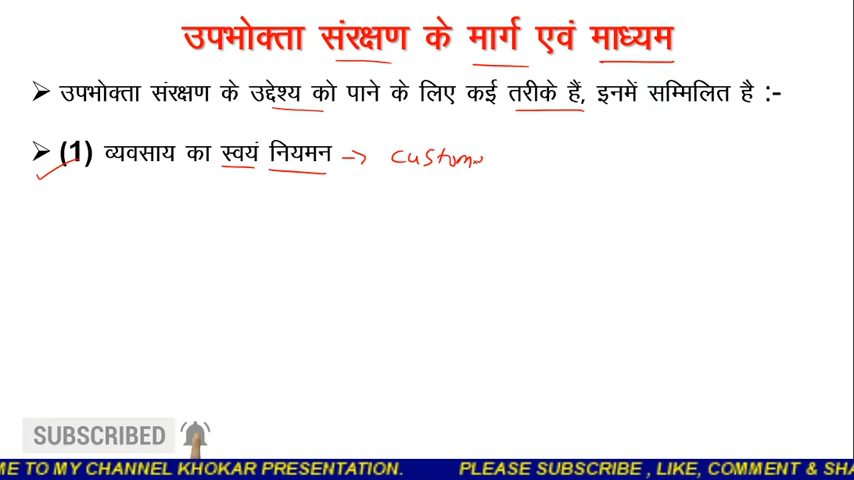 उपभोक्ता संरक्षण के मार्ग एवं माध्यम
➢ उपभोक्ता संरक्षण के उद्देश्य को पाने के लिए कई तरीके हैं, इनमें सम्मिलित है :-
➢ (1) व्यवसाय का स्वयं नियमन → custom
SUBSCRIBED
ME TO MY CHANNEL KHOKAR PRESENTATION. PLEASE SUBSCRIBE , LIKE, COMMENT & SHA